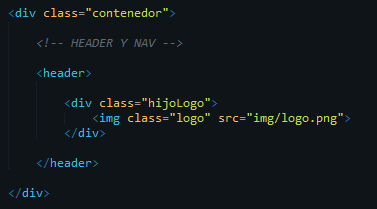 <div class="contenedor">
<!-- HEADER Y NAV -->
<header>
<div class="hijoLogo">
<img class="logo" src="img/logo.png">
</div>
</header>
</div>